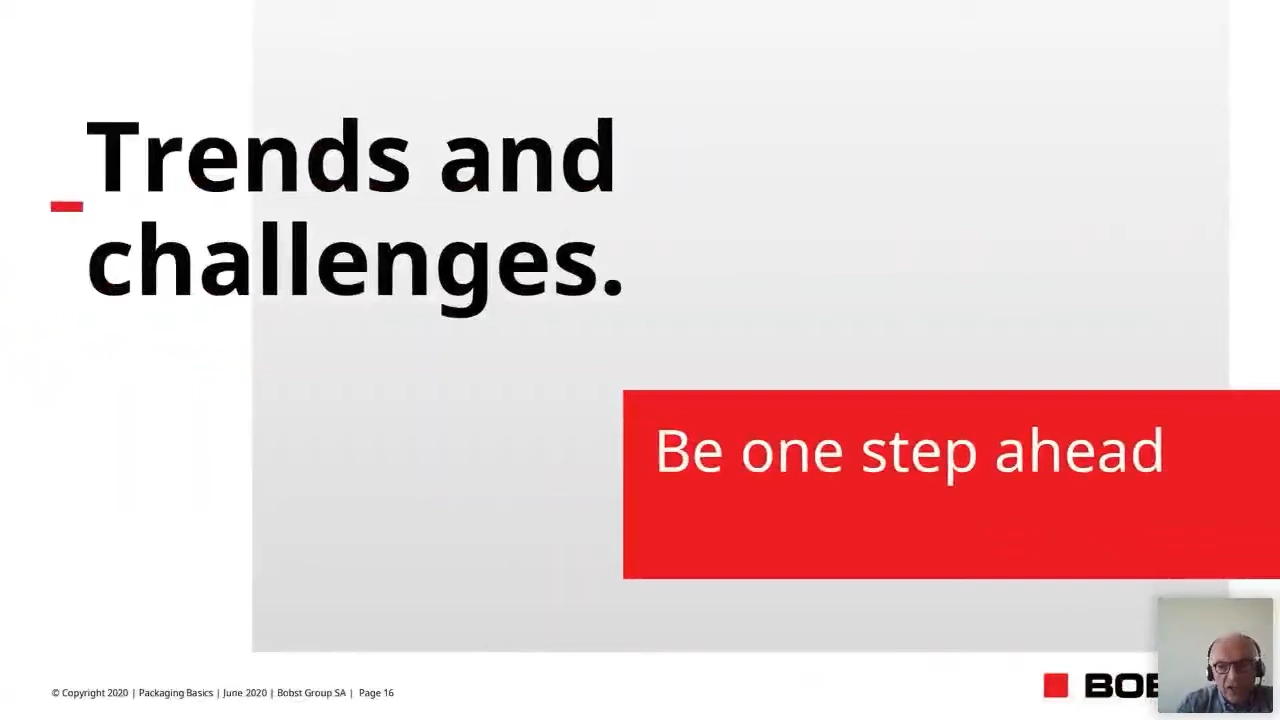 Trends and
challenges.
Be one step ahead
© Copyright 2020 | Packaging Basics | June 2020 | Bobst Group SA | Page 16